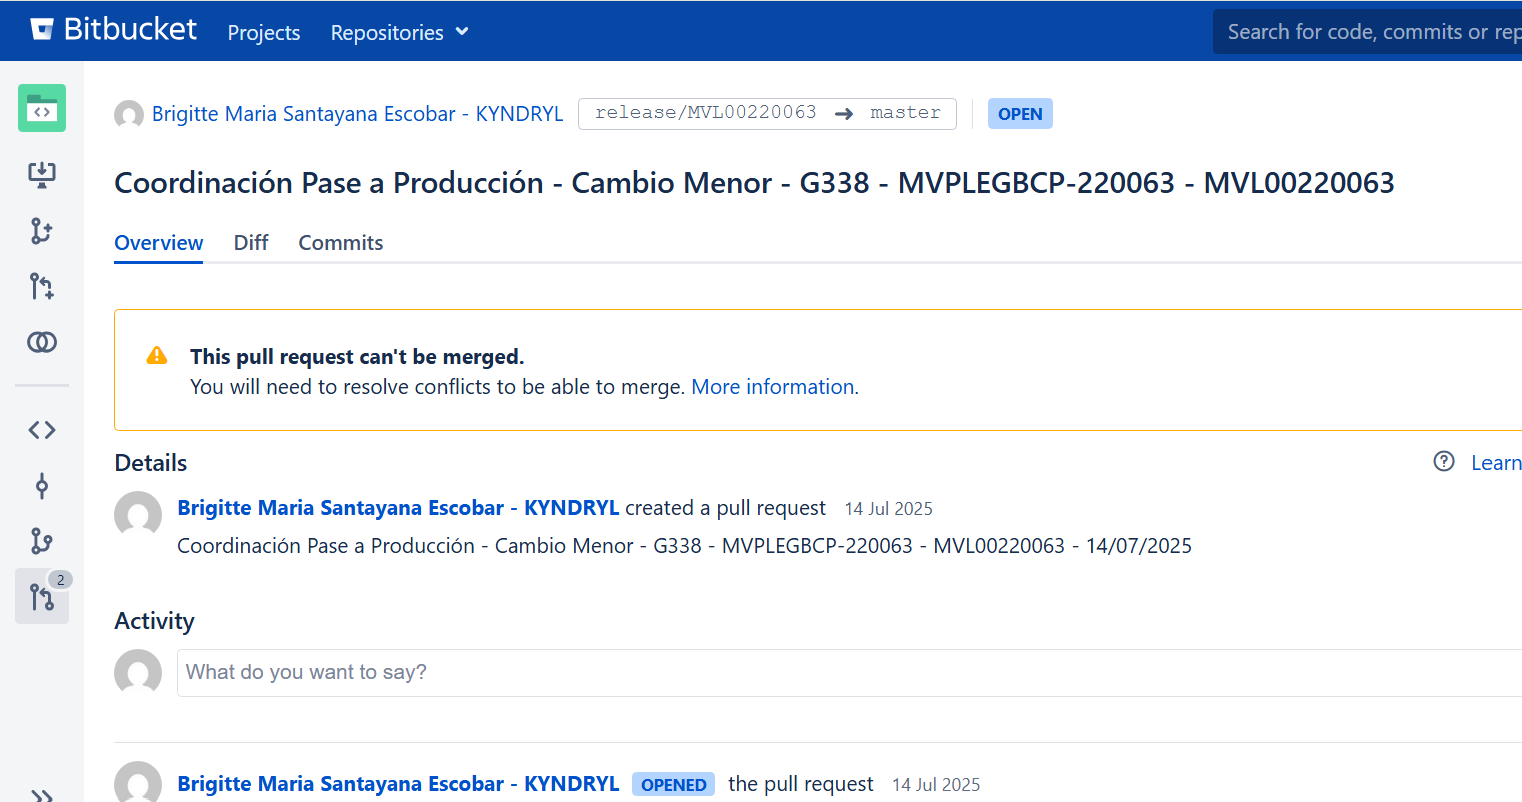 Bitbucket Projects Repositories Search for code, commits or rep
Brigitte Maria Santayana Escobar - KYNDRYL release/MVL00220063 → master OPEN
Coordinación Pase a Producción - Cambio Menor - G338 - MVPLEGBCP-220063 - MVL00220063
Overview Diff Commits
This pull request can't be merged.
You will need to resolve conflicts to be able to merge. More information.
Details Learn
Brigitte Maria Santayana Escobar - KYNDRYL created a pull request 14 Jul 2025
Coordinación Pase a Producción - Cambio Menor - G338 - MVPLEGBCP-220063 - MVL00220063 - 14/07/2025
2
Activity
What do you want to say?
Brigitte Maria Santayana Escobar - KYNDRYL OPENED the pull request 14 Jul 2025